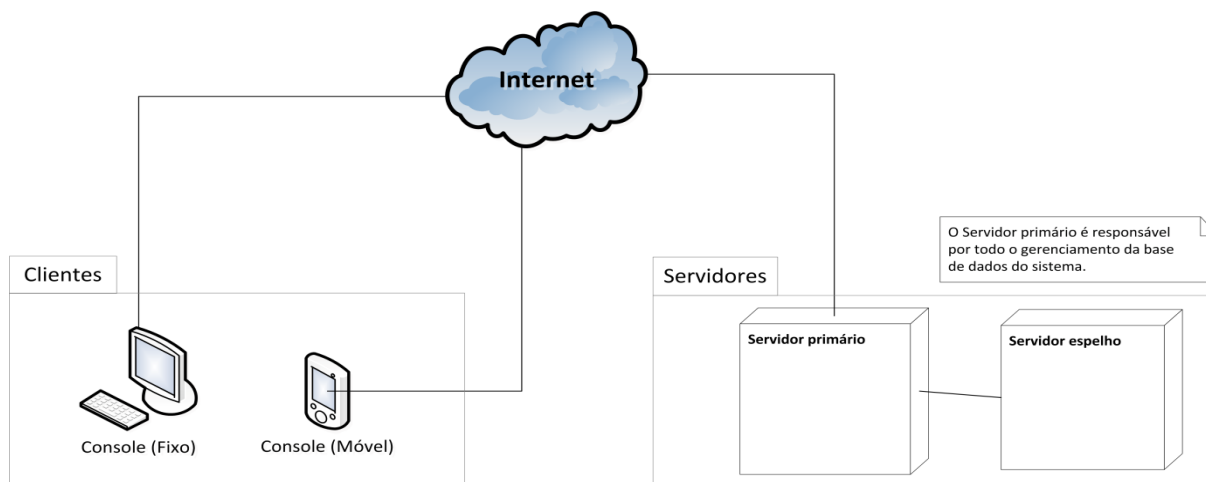 Internet
O Servidor primário é responsável
por todo o gerenciamento da base
de dados do sistema.
Clientes
Servidores
Servidor primário
Servidor espelho
Console (Fixo)
Console (Móvel)